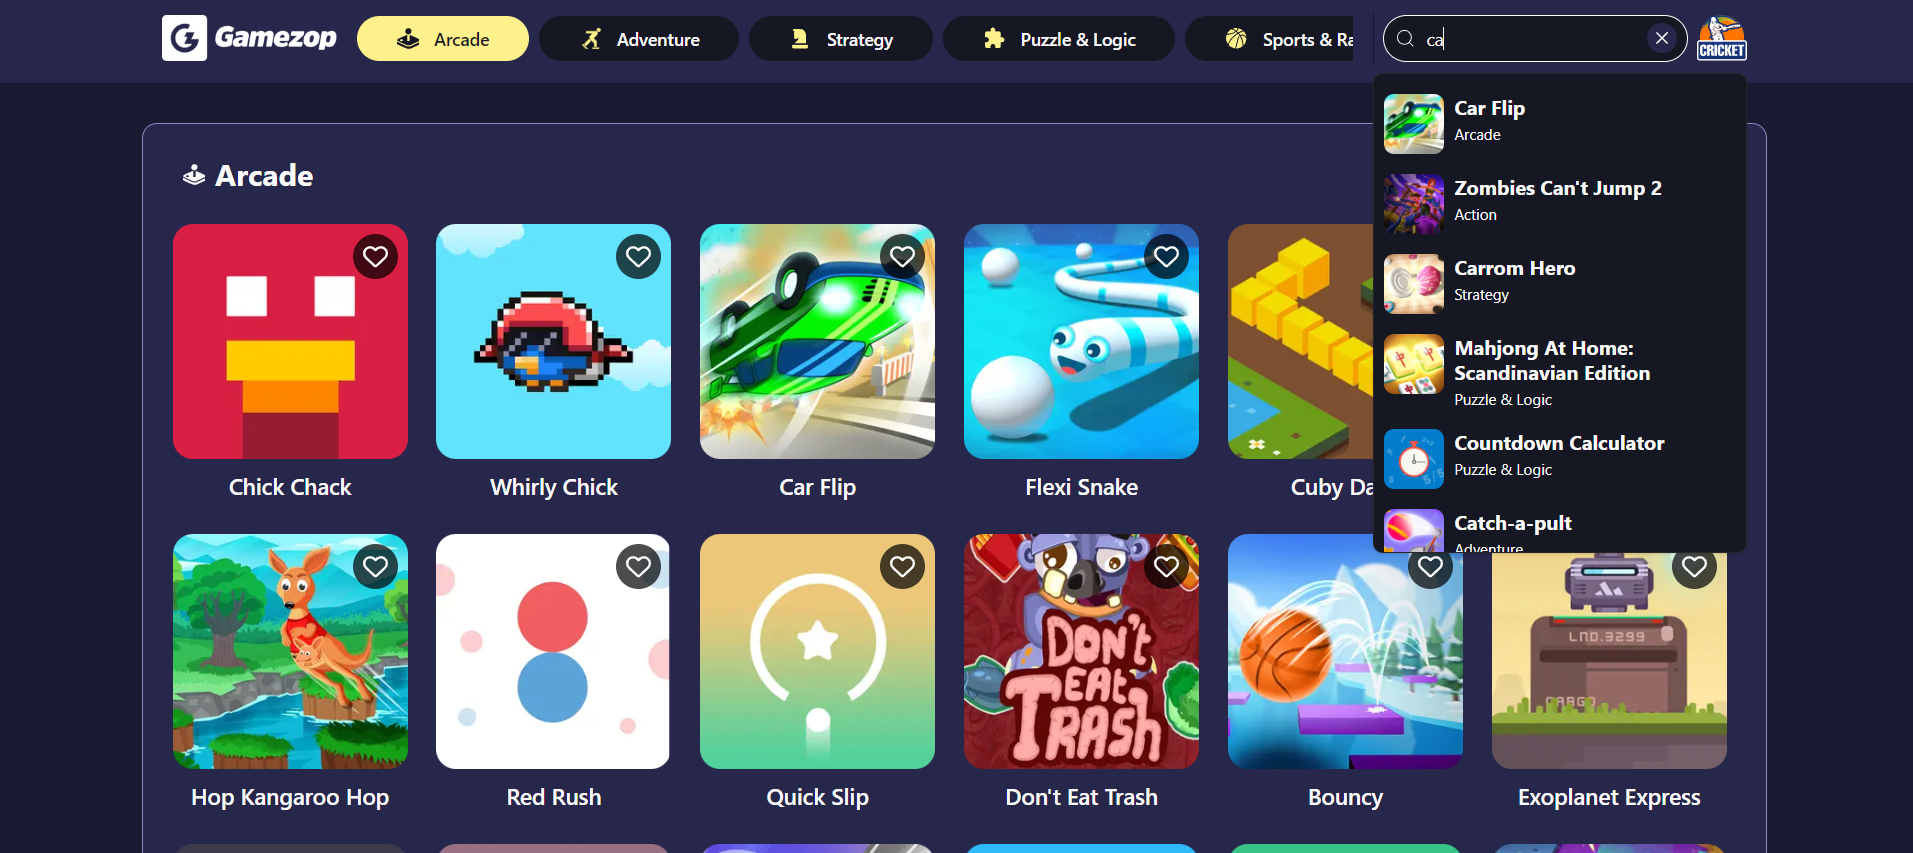 Gamezop
Arcade
Adventure
Strategy
Puzzle & Logic
Sports & Ra
ca
CRICKET
Car Flip
Arcade
Zombies Can't Jump 2
Action
Carrom Hero
Strategy
Mahjong At Home:
Scandinavian Edition
Puzzle & Logic
Countdown Calculator
Puzzle & Logic
Catch-a-pult
Adventure
Arcade
Chick Chack
Whirly Chick
Car Flip
Flexi Snake
Cuby Da
DON'T
EAT
TRASH
LND.3299
CARGO
Hop Kangaroo Hop
Red Rush
Quick Slip
Don't Eat Trash
Bouncy
Exoplanet Express